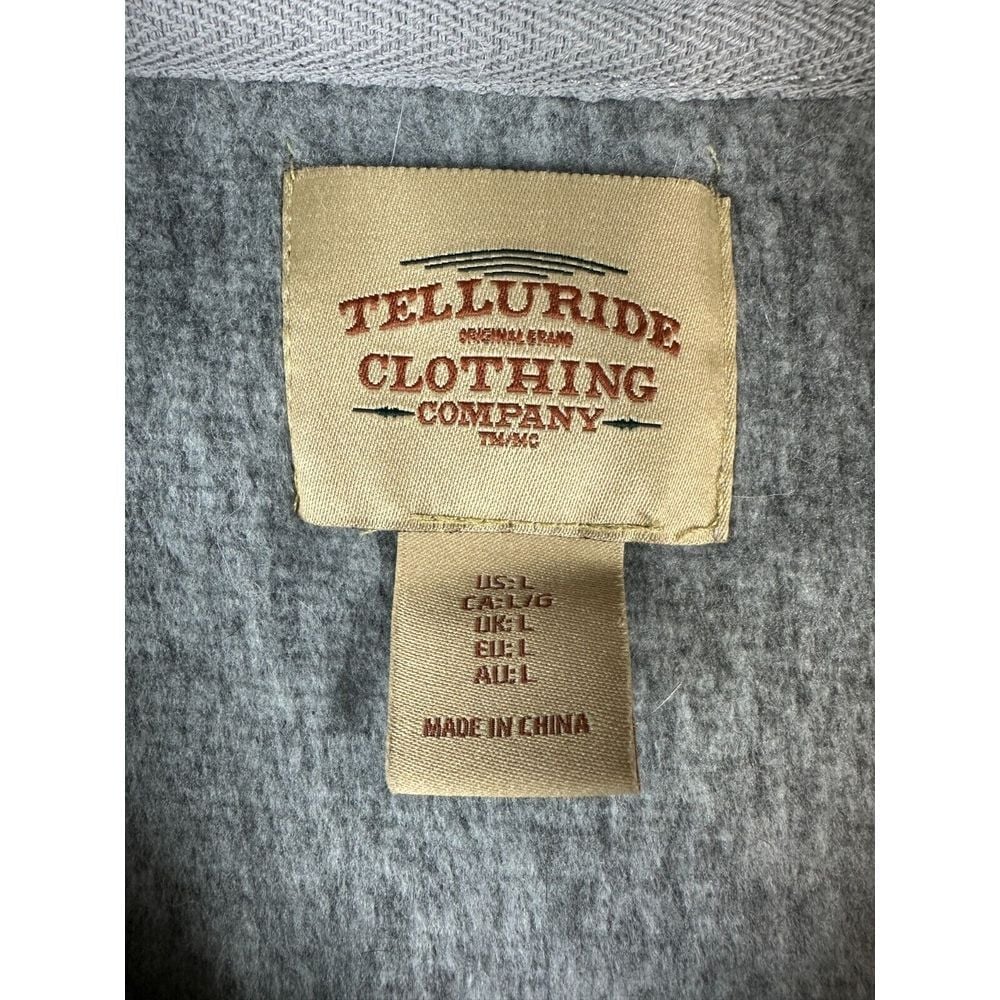 TELLURIDE
ORIGINAL BRAND
CLOTHING
COMPANY
TM/MC
US: L
CA: L/G
UK: L
EU: L
AU: L
MADE IN CHINA